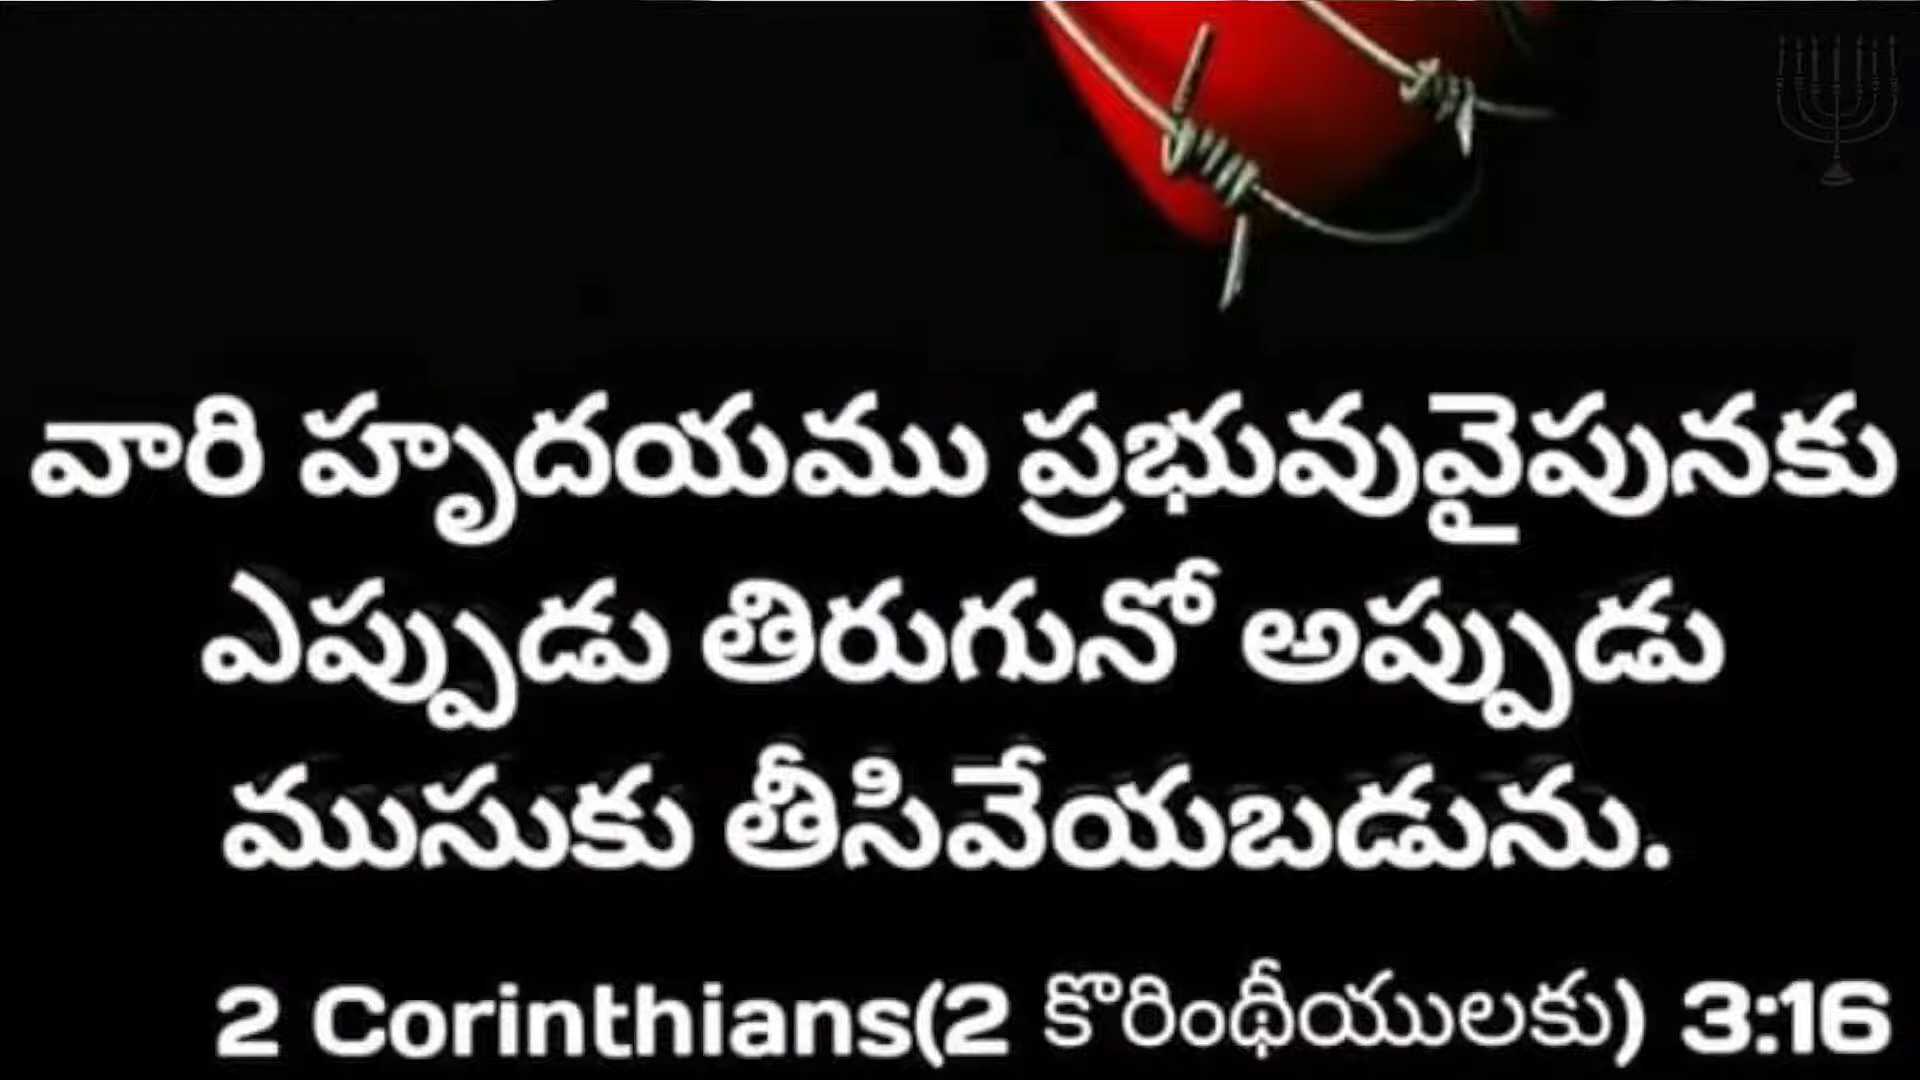 వారి హృదయము ప్రభువువైపునకు
ఎప్పుడు తిరుగునో అప్పుడు
ముసుకు తీసివేయబడును.
2 Corinthians(2 కొరింథీయులకు) 3:16